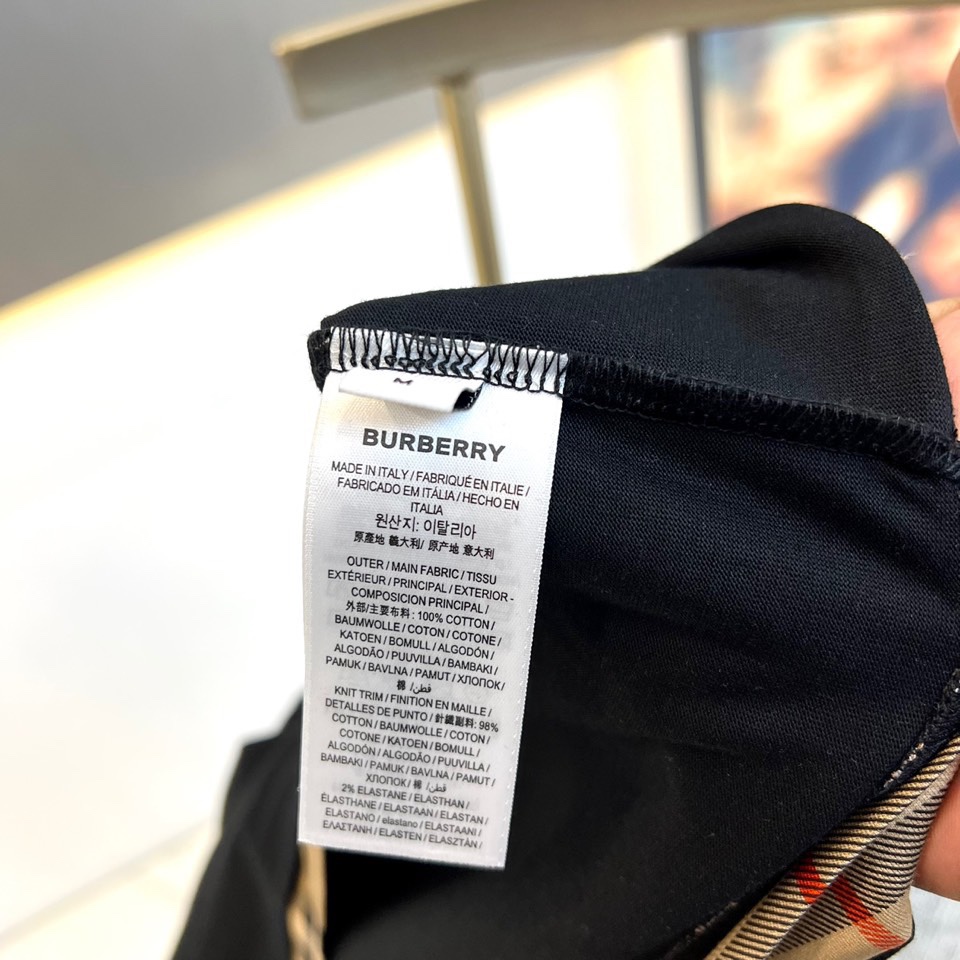 M
BURBERRY
MADE IN ITALY / FABRIQUÉ EN ITALIE /
FABRICADO EM ITÁLIA / HECHO EN
ITALIA
원산지: 이탈리아
原產地 義大利/ 原产地 意大利
OUTER / MAIN FABRIC / TISSU
EXTÉRIEUR / PRINCIPAL / EXTERIOR -
COMPOSICION PRINCIPAL /
外部/主要布料: 100% COTTON /
BAUMWOLLE / COTON / COTONE /
KATOEN / BOMULL / ALGODÓN /
ALGODÃO / PUUVILLA / BAMBAKI /
PAMUK / BAVLNA / PAMUT / ХЛОПОК/
棉 /قطن/
KNIT TRIM / FINITION EN MAILLE /
DETALLES DE PUNTO / 針織副料: 98%
COTTON / BAUMWOLLE / COTON /
COTONE / KATOEN / BOMULL /
ALGODÓN / ALGODÃO / PUUVILLA /
BAMBAKI / PAMUK / BAVLNA / PAMUT /
ХЛОПОК/ 棉 /قطن/
2% ELASTANE / ELASTHAN /
ÉLASTHANE / ELASTAAN / ELASTAN /
ELASTANO / elastano / ELASTAANI /
ΕΛΑΣΤΑΝΗ / ELASTEN / ELASZTÁN /